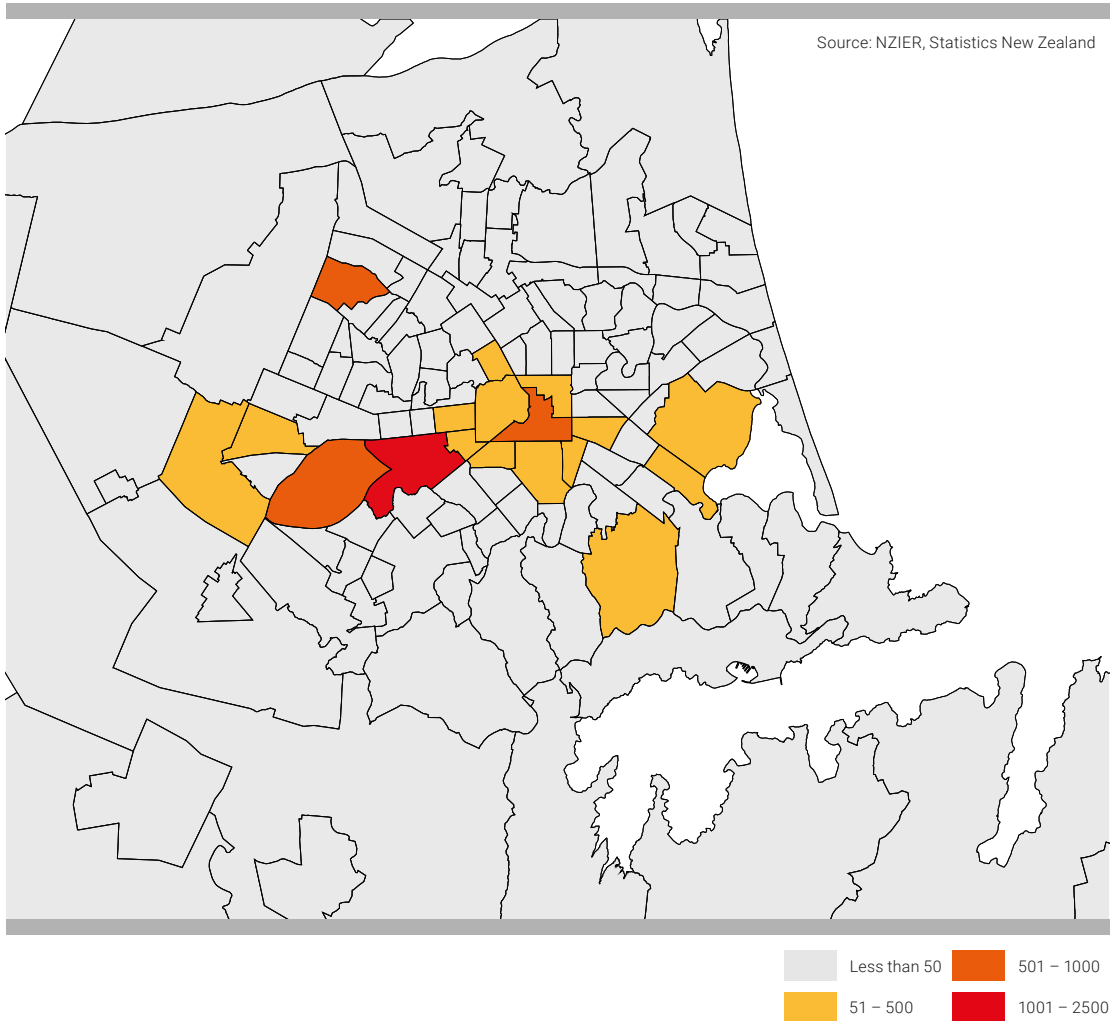 Source: NZIER, Statistics New Zealand
Less than 50
501 – 1000
51 – 500
1001 – 2500